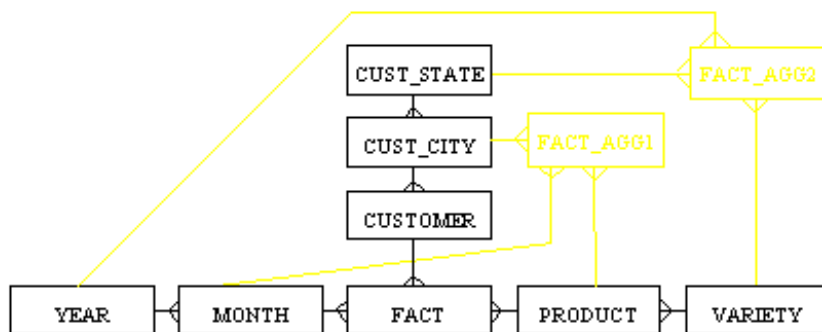 CUST_STATE
FACT_AGG2
CUST_CITY
FACT_AGG1
CUSTOMER
YEAR
MONTH
FACT
PRODUCT
VARIETY